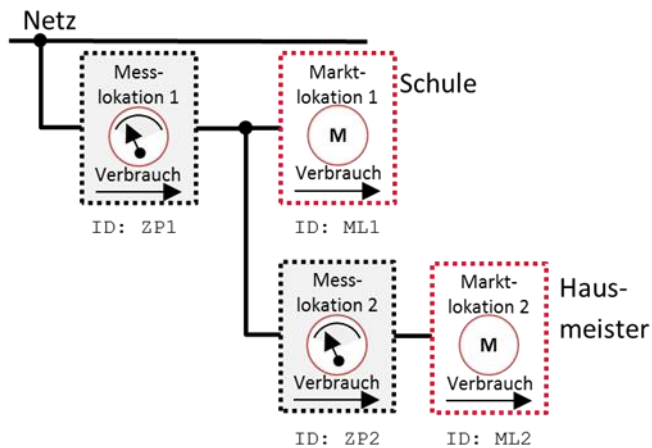 Netz
Mess-
lokation 1
Verbrauch
ID: ZP1
Markt-
lokation 1
M
Verbrauch
ID: ML1
Schule
Mess-
lokation 2
Verbrauch
ID: ZP2
Markt-
lokation 2
M
Verbrauch
ID: ML2
Haus-
meister